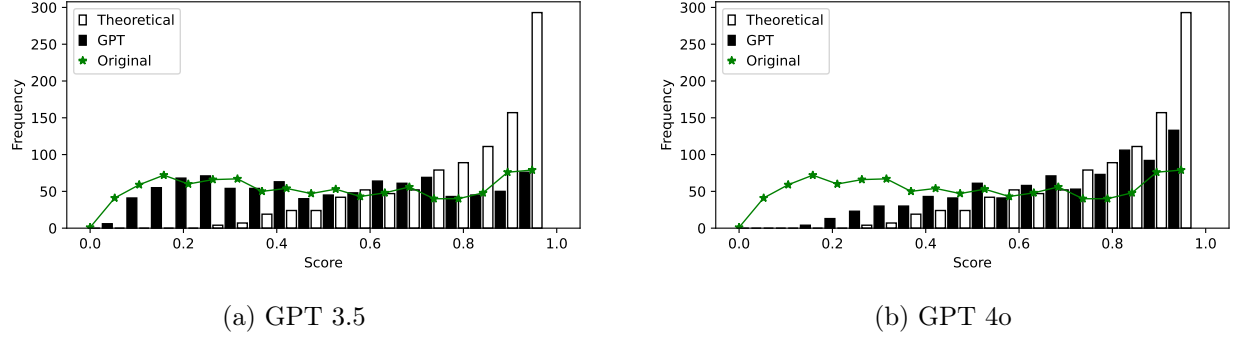 300
250
200
150
100
50
0
Frequency
Theoretical
GPT
Original
0.0 0.2 0.4 0.6 0.8 1.0
Score
(a) GPT 3.5
300
250
200
150
100
50
0
Frequency
Theoretical
GPT
Original
0.0 0.2 0.4 0.6 0.8 1.0
Score
(b) GPT 4o